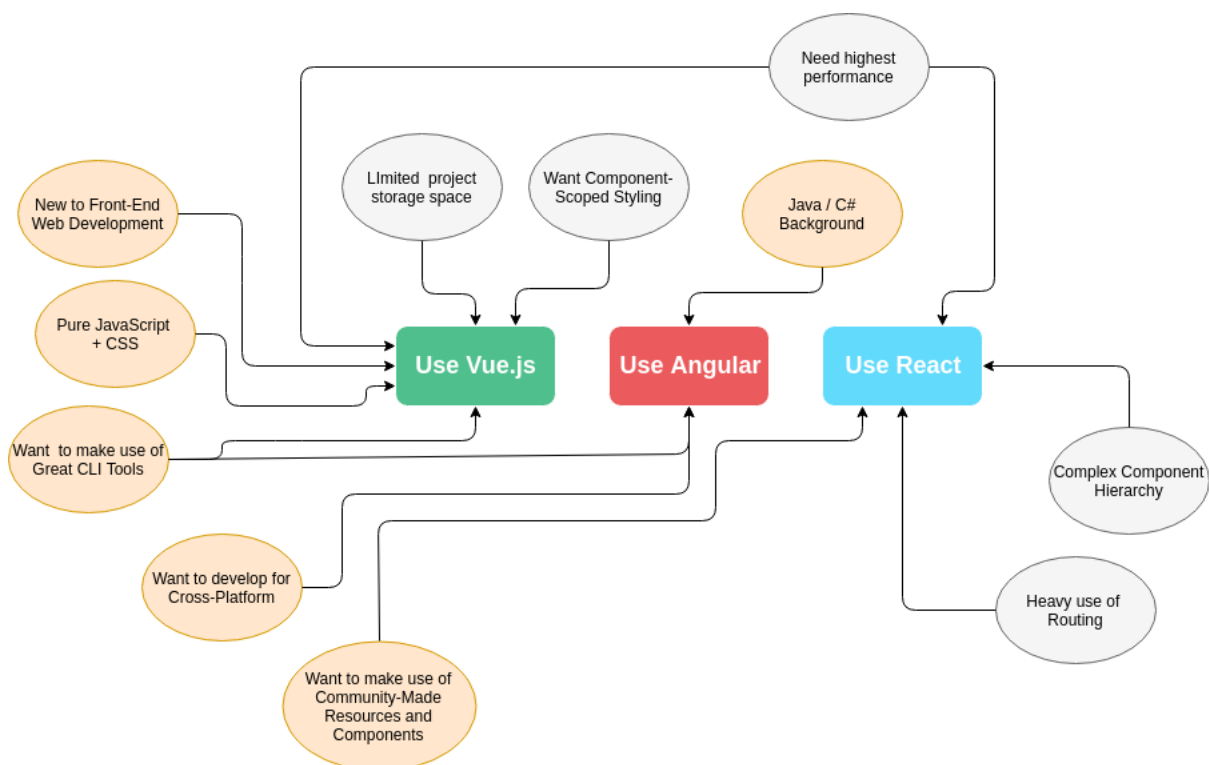 Need highest
performance
LImited  project
storage space
Want Component-
Scoped Styling
New to Front-End
Web Development
Java / C#
Background
Pure JavaScript
+ CSS
Use Vue.js
Use Angular
Use React
Want  to make use of
Great CLI Tools
Complex Component
Hierarchy
Want to develop for
Cross-Platform
Heavy use of
Routing
Want to make use of
Community-Made
Resources and
Components